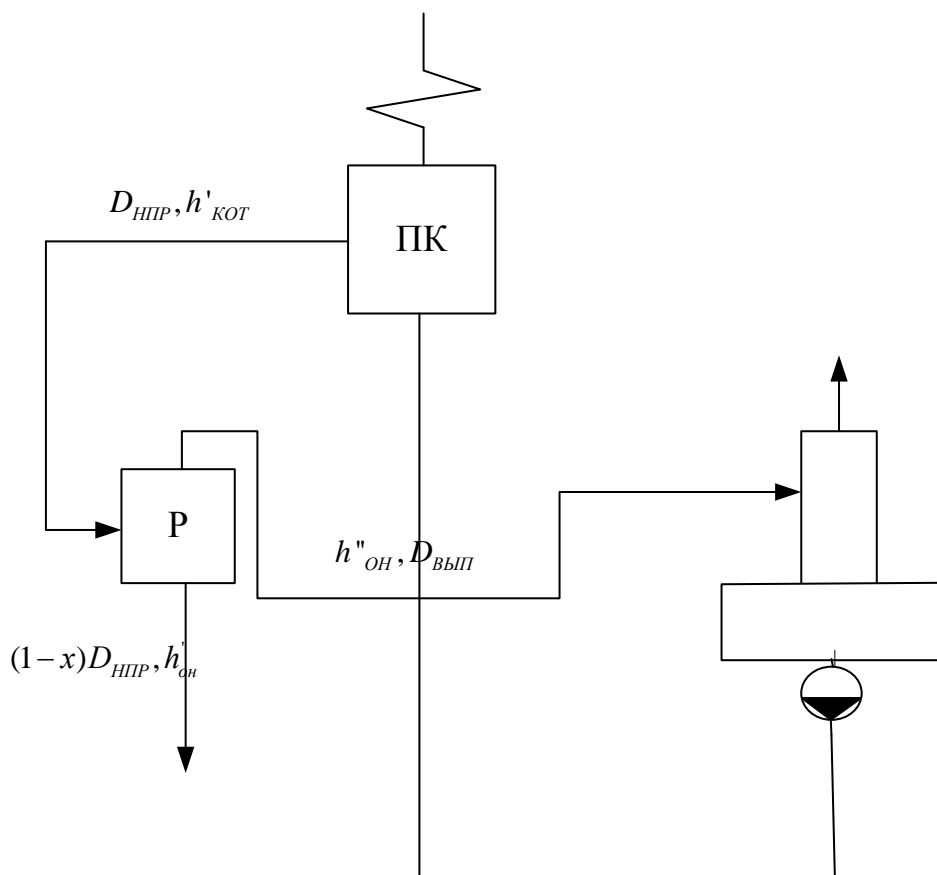 D_НПР, h'_КОТ
ПК
Р
h"_ОН, D_ВЫП
(1−x)D_НПР, h'_он